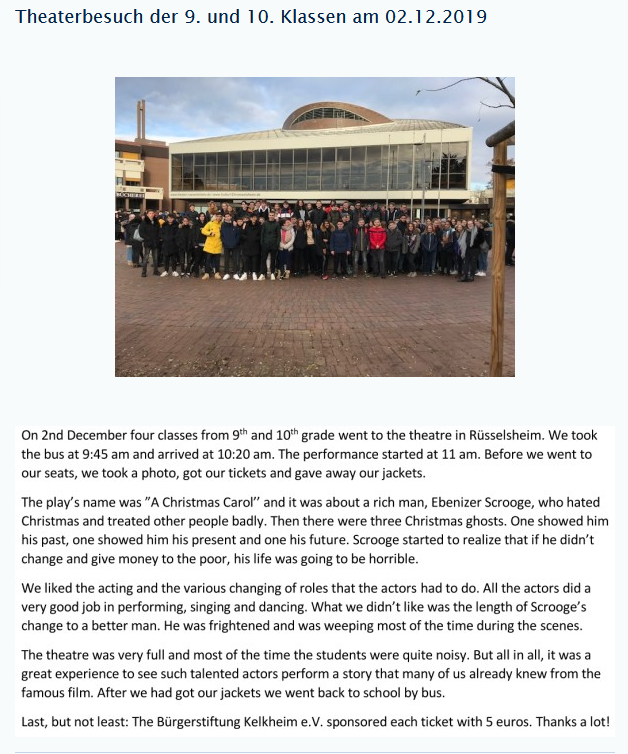 Theaterbesuch der 9. und 10. Klassen am 02.12.2019
On 2nd December four classes from 9th and 10th grade went to the theatre in Rüsselsheim. We took
the bus at 9:45 am and arrived at 10:20 am. The performance started at 11 am. Before we went to
our seats, we took a photo, got our tickets and gave away our jackets.
The play’s name was ”A Christmas Carol’’ and it was about a rich man, Ebenizer Scrooge, who hated
Christmas and treated other people badly. Then there were three Christmas ghosts. One showed him
his past, one showed him his present and one his future. Scrooge started to realize that if he didn’t
change and give money to the poor, his life was going to be horrible.
We liked the acting and the various changing of roles that the actors had to do. All the actors did a
very good job in performing, singing and dancing. What we didn’t like was the length of Scrooge’s
change to a better man. He was frightened and was weeping most of the time during the scenes.
The theatre was very full and most of the time the students were quite noisy. But all in all, it was a
great experience to see such talented actors perform a story that many of us already knew from the
famous film. After we had got our jackets we went back to school by bus.
Last, but not least: The Bürgerstiftung Kelkheim e.V. sponsored each ticket with 5 euros. Thanks a lot!